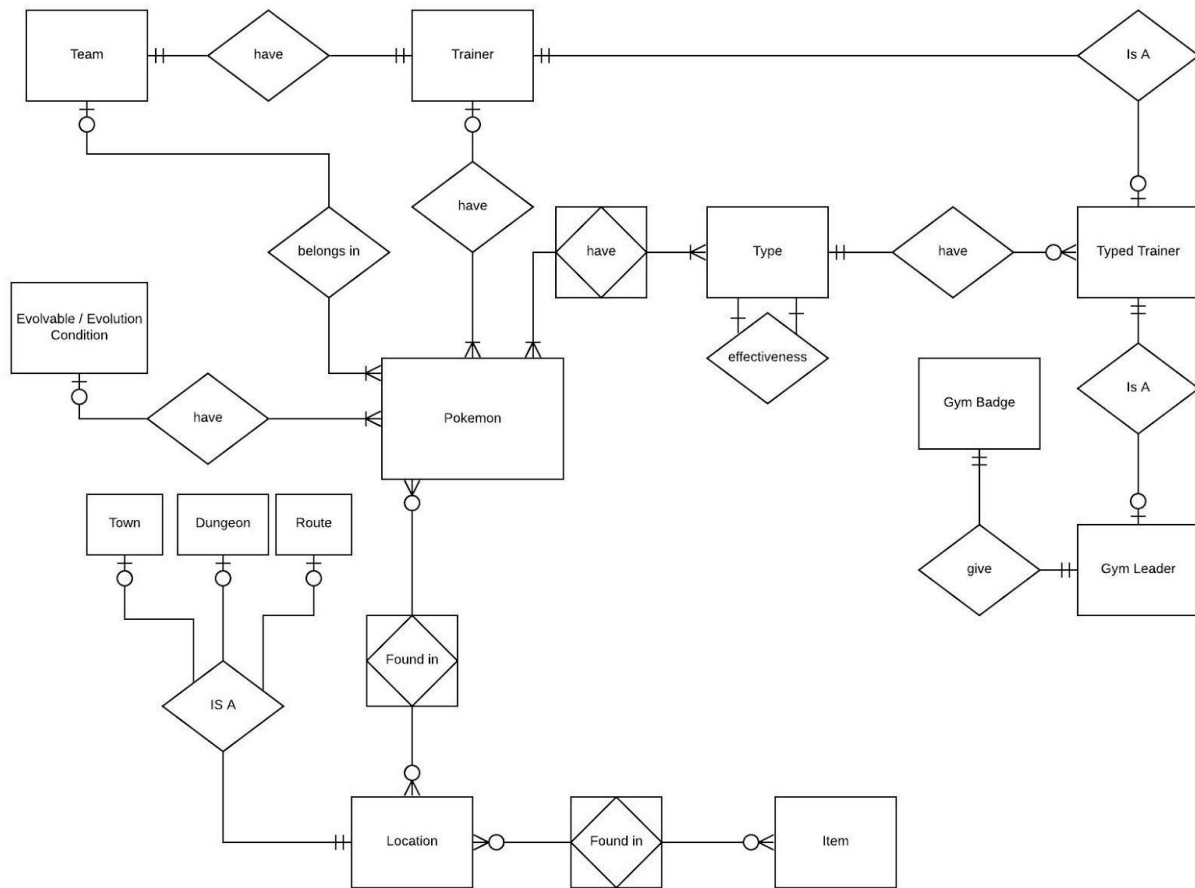 Team
have
Trainer
Is A
have
belongs in
have
Type
have
Typed Trainer
Evolvable / Evolution
Condition
effectiveness
Is A
have
Pokemon
Gym Badge
Town
Dungeon
Route
give
Gym Leader
Found in
IS A
Location
Found in
Item